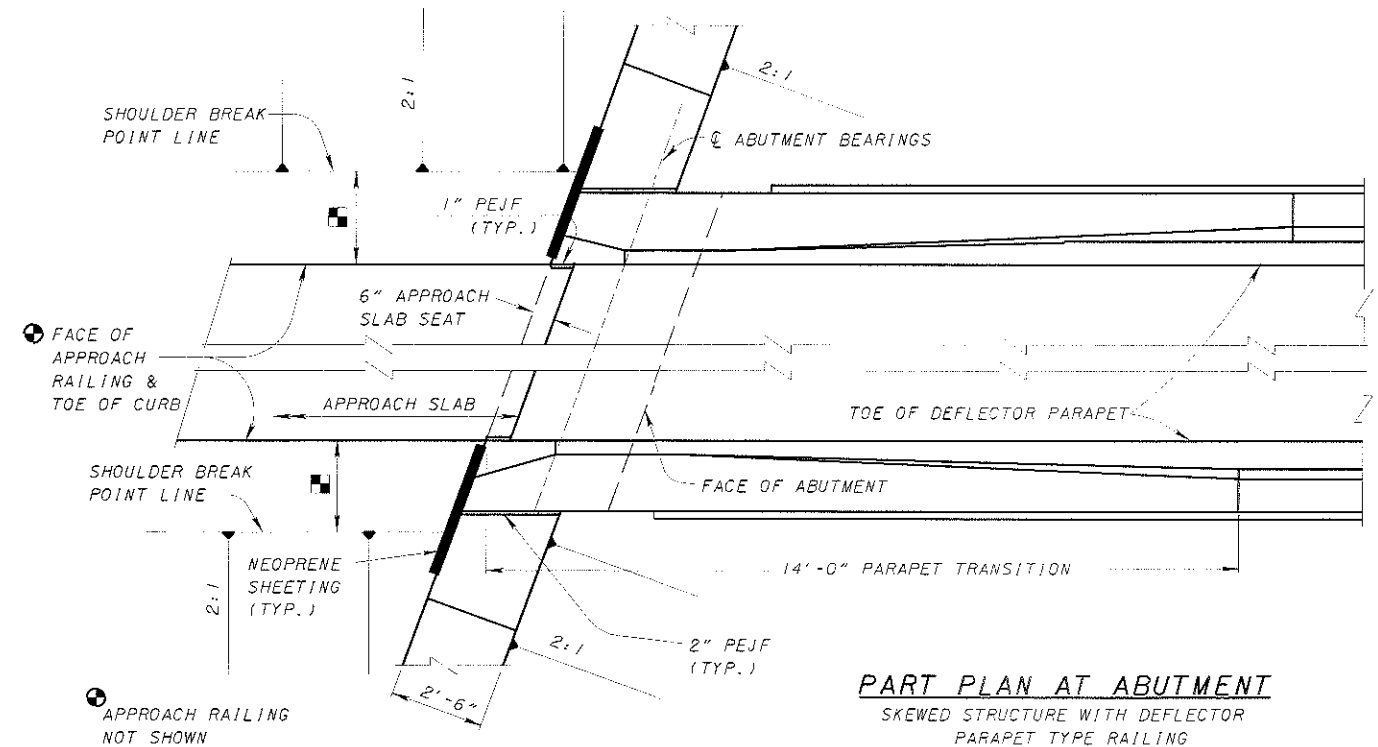 2:1
2:1
SHOULDER BREAK
POINT LINE
℄ ABUTMENT BEARINGS
1" PEJF
(TYP.)
6" APPROACH
SLAB SEAT
FACE OF
APPROACH
RAILING &
TOE OF CURB
APPROACH SLAB
TOE OF DEFLECTOR PARAPET
SHOULDER BREAK
POINT LINE
FACE OF ABUTMENT
NEOPRENE
SHEETING
(TYP.)
14'-0" PARAPET TRANSITION
2:1
2:1
2" PEJF
(TYP.)
2'-6"
APPROACH RAILING
NOT SHOWN
PART PLAN AT ABUTMENT
SKEWED STRUCTURE WITH DEFLECTOR
PARAPET TYPE RAILING